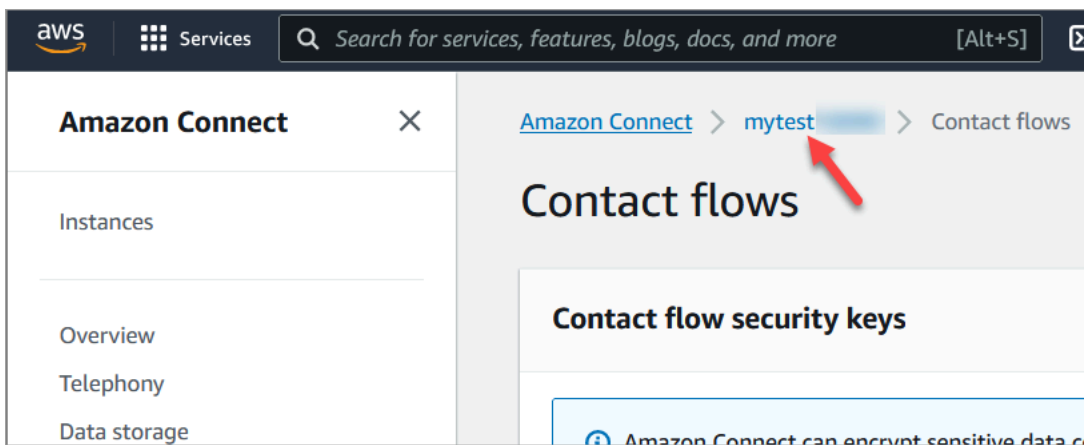 aws Services Search for services, features, blogs, docs, and more [Alt+S]
Amazon Connect
Amazon Connect > mytest > Contact flows
Contact flows
Instances
Contact flow security keys
Overview
Telephony
Data storage
Amazon Connect can encrypt sensitive data